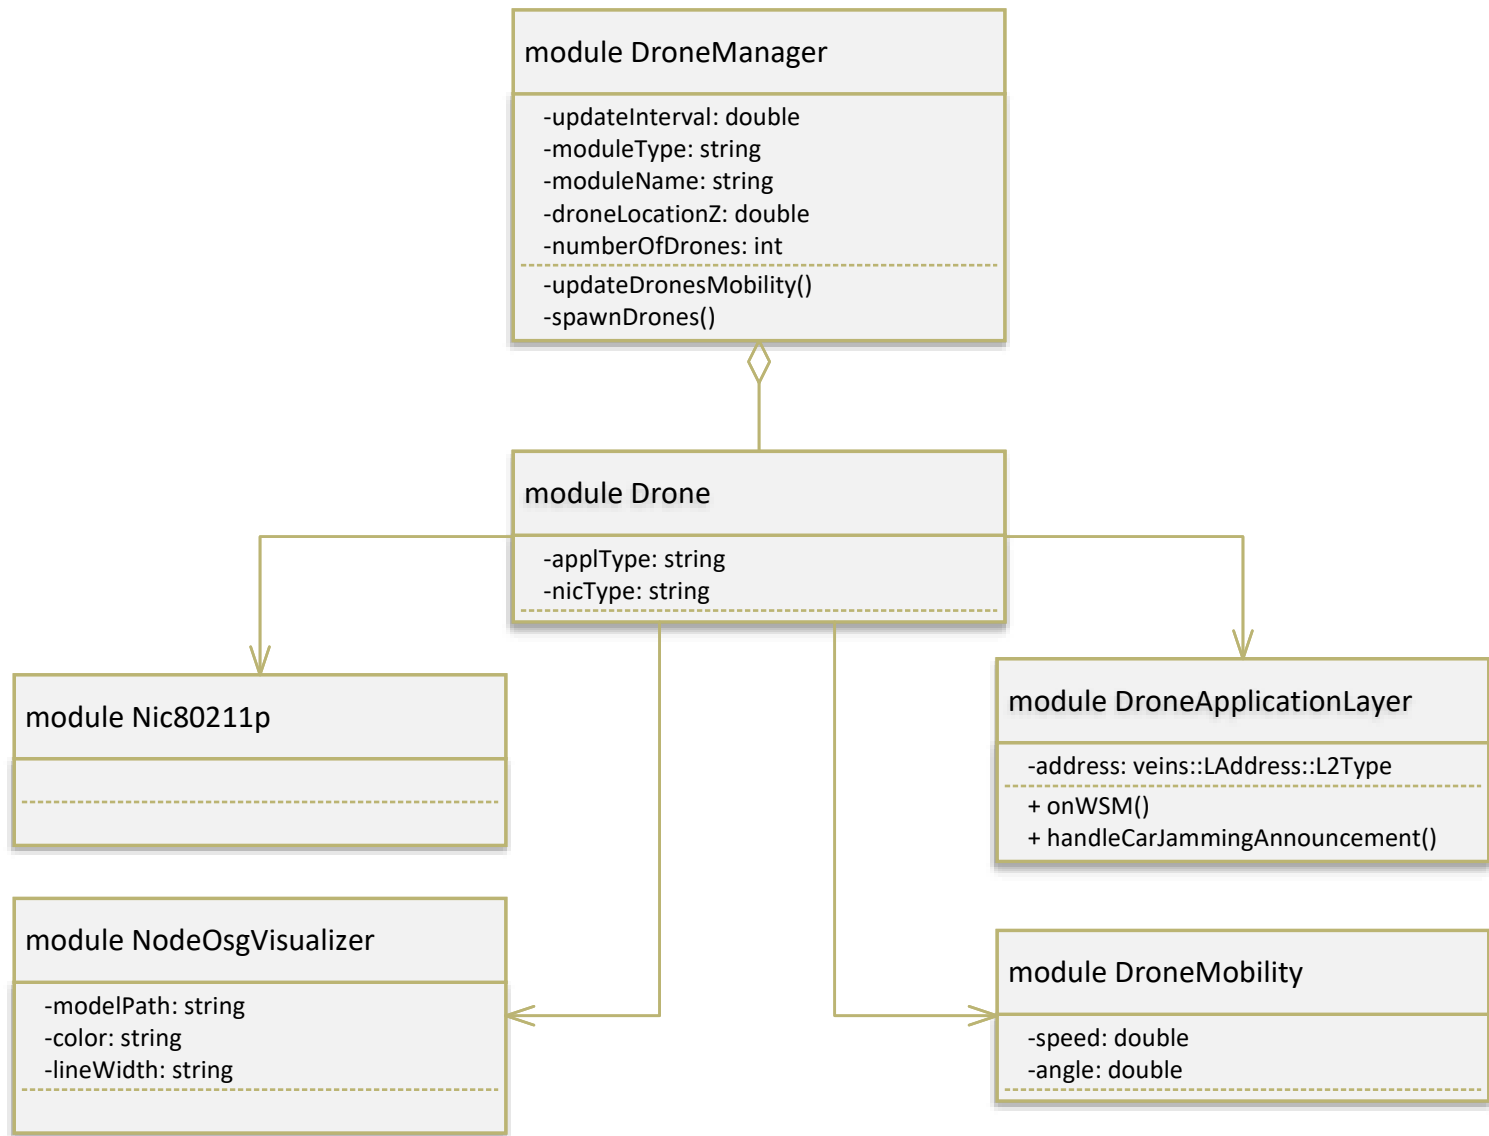 module DroneManager
-updateInterval: double
-moduleType: string
-moduleName: string
-droneLocationZ: double
-numberOfDrones: int
-updateDronesMobility()
-spawnDrones()
module Drone
-applType: string
-nicType: string
module Nic80211p
module DroneApplicationLayer
-address: veins::LAddress::L2Type
+ onWSM()
+ handleCarJammingAnnouncement()
module NodeOsgVisualizer
-modelPath: string
-color: string
-lineWidth: string
module DroneMobility
-speed: double
-angle: double